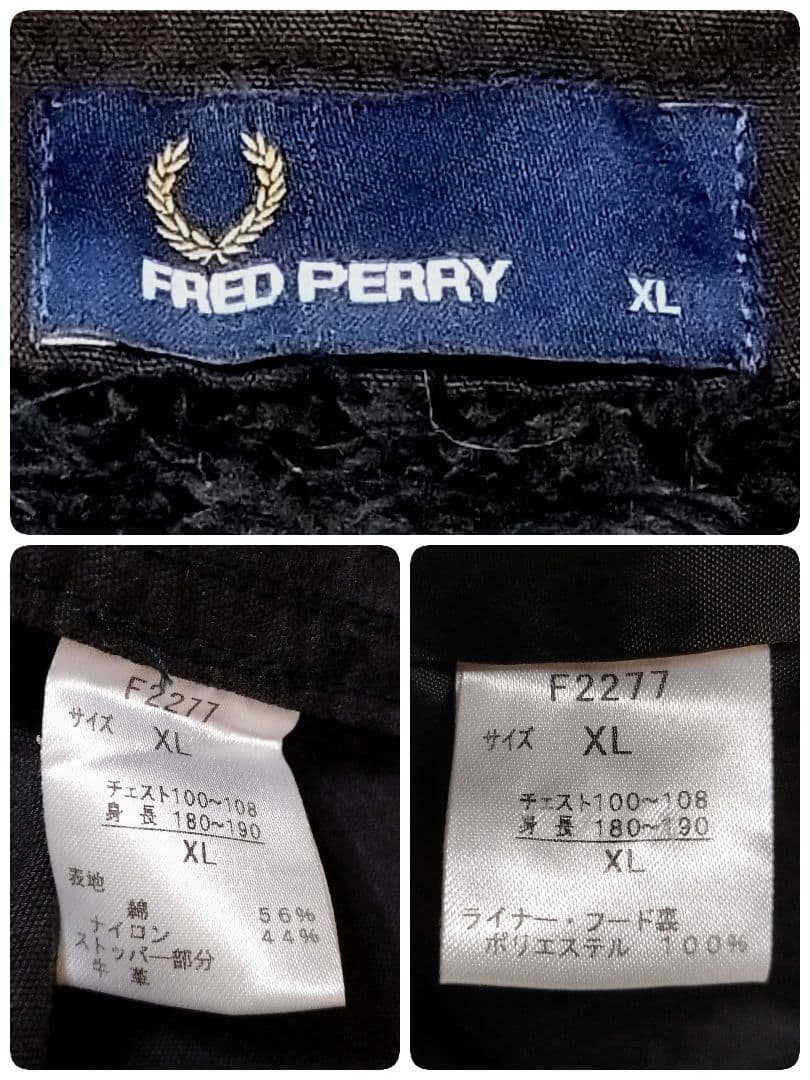 FRED PERRY XL
F2277
サイズ XL
チェスト100~108
身長 180~190
XL
表地
綿 56%
ナイロン 44%
ストッパー部分
牛革
F2277
サイズ XL
チェスト100~108
身長 180~190
XL
ライナー・フード裏
ポリエステル 100%